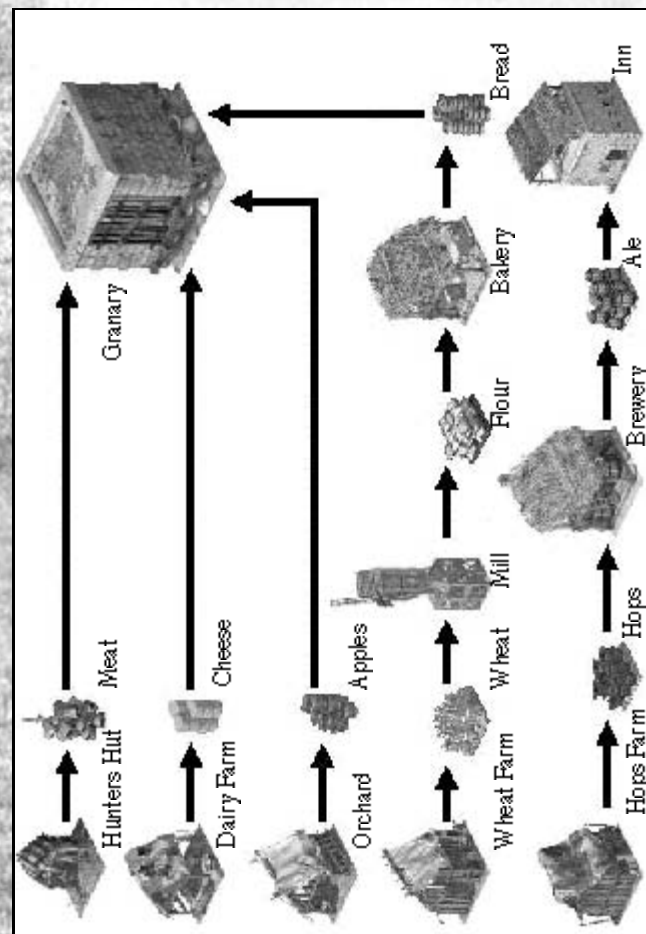 Hunters Hut
Meat
Granary
Dairy Farm
Cheese
Orchard
Apples
Wheat Farm
Wheat
Mill
Flour
Bakery
Bread
Hops Farm
Hops
Brewery
Ale
Inn